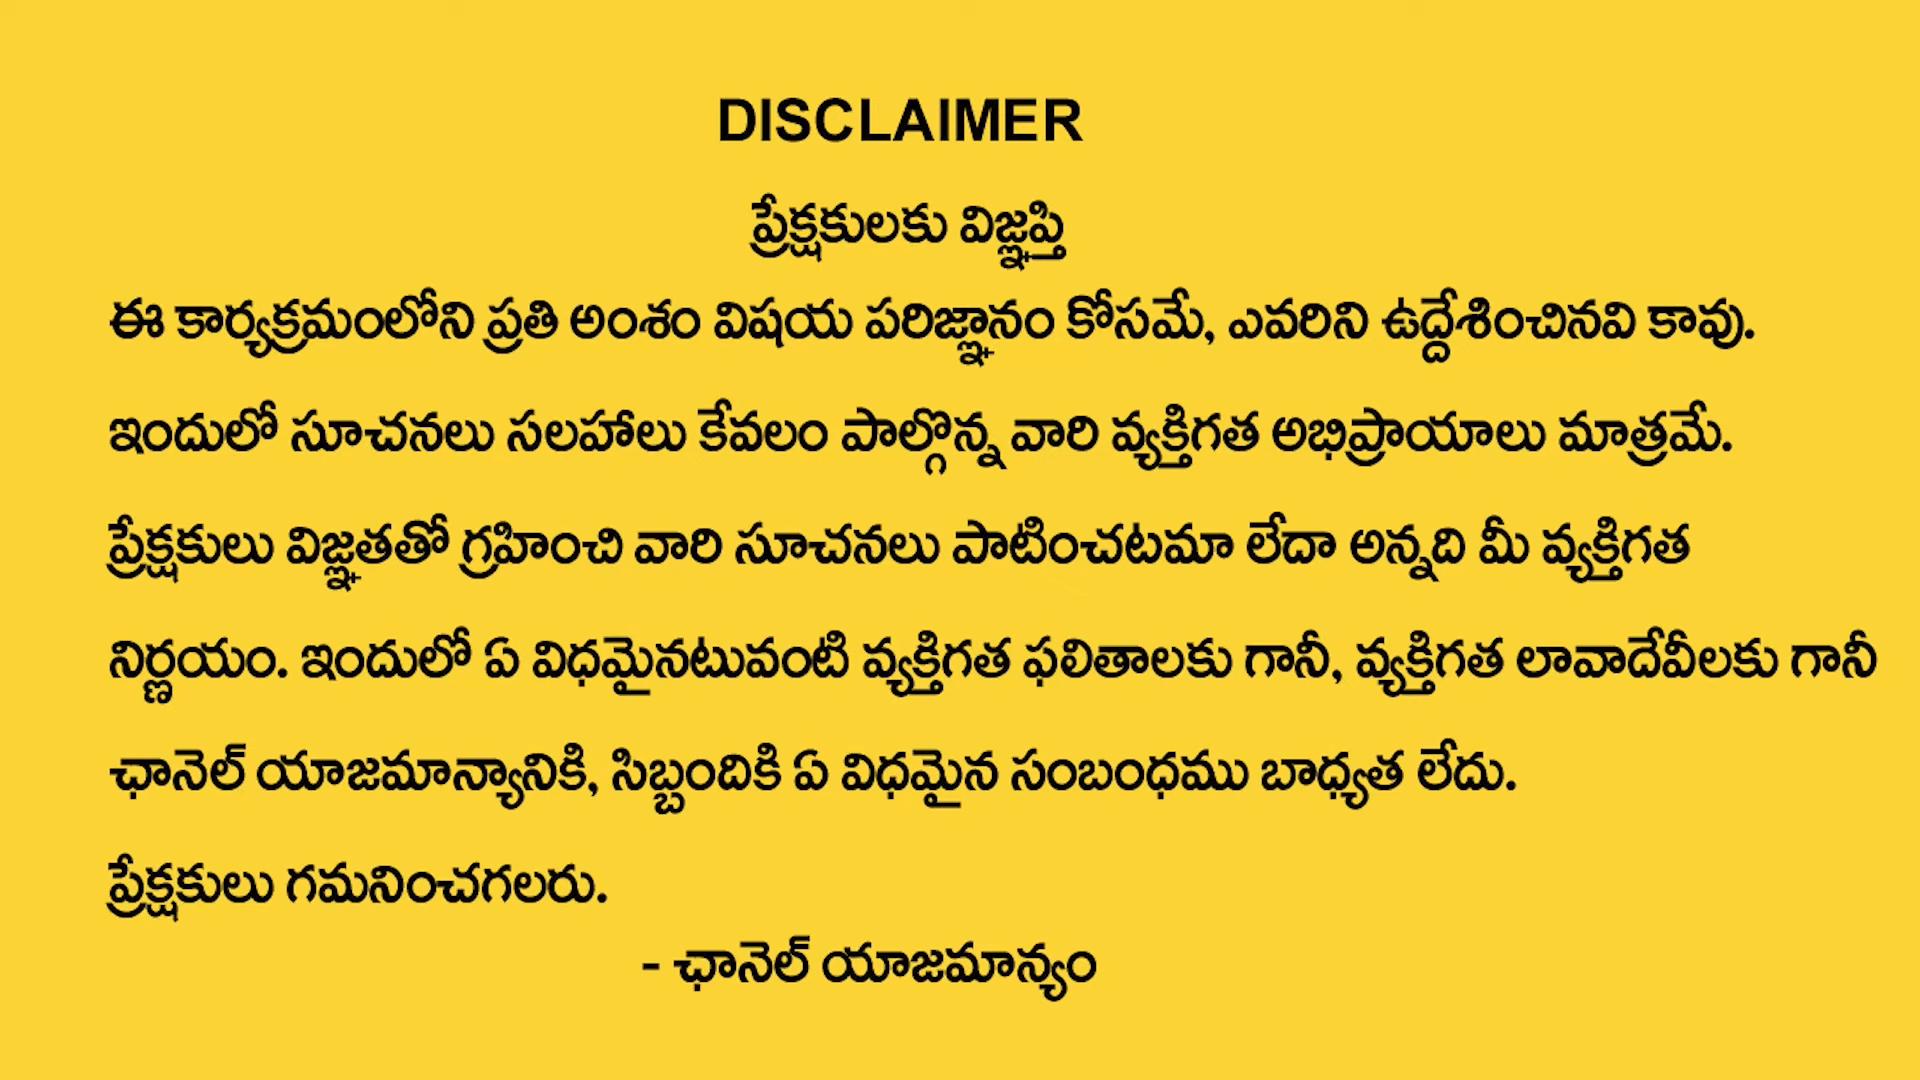 DISCLAIMER
ప్రేక్షకులకు విజ్ఞప్తి
ఈ కార్యక్రమంలోని ప్రతి అంశం విషయ పరిజ్ఞానం కోసమే, ఎవరిని ఉద్దేశించినవి కావు.
ఇందులో సూచనలు సలహాలు కేవలం పాల్గొన్న వారి వ్యక్తిగత అభిప్రాయాలు మాత్రమే.
ప్రేక్షకులు విజ్ఞతతో గ్రహించి వారి సూచనలు పాటించటమా లేదా అన్నది మీ వ్యక్తిగత
నిర్ణయం. ఇందులో ఏ విధమైనటువంటి వ్యక్తిగత ఫలితాలకు గానీ, వ్యక్తిగత లావాదేవీలకు గానీ
ఛానెల్ యాజమాన్యానికి, సిబ్బందికి ఏ విధమైన సంబంధము బాధ్యత లేదు.
ప్రేక్షకులు గమనించగలరు.
- ఛానెల్ యాజమాన్యం